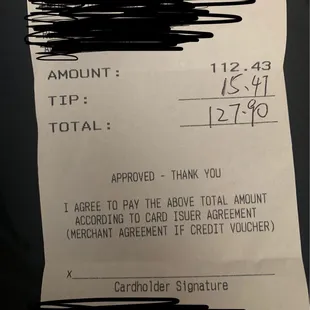 AMOUNT: 112.43
TIP: 15.47
TOTAL: 127.90
APPROVED - THANK YOU
I AGREE TO PAY THE ABOVE TOTAL AMOUNT
ACCORDING TO CARD ISUER AGREEMENT
(MERCHANT AGREEMENT IF CREDIT VOUCHER)
X
Cardholder Signature